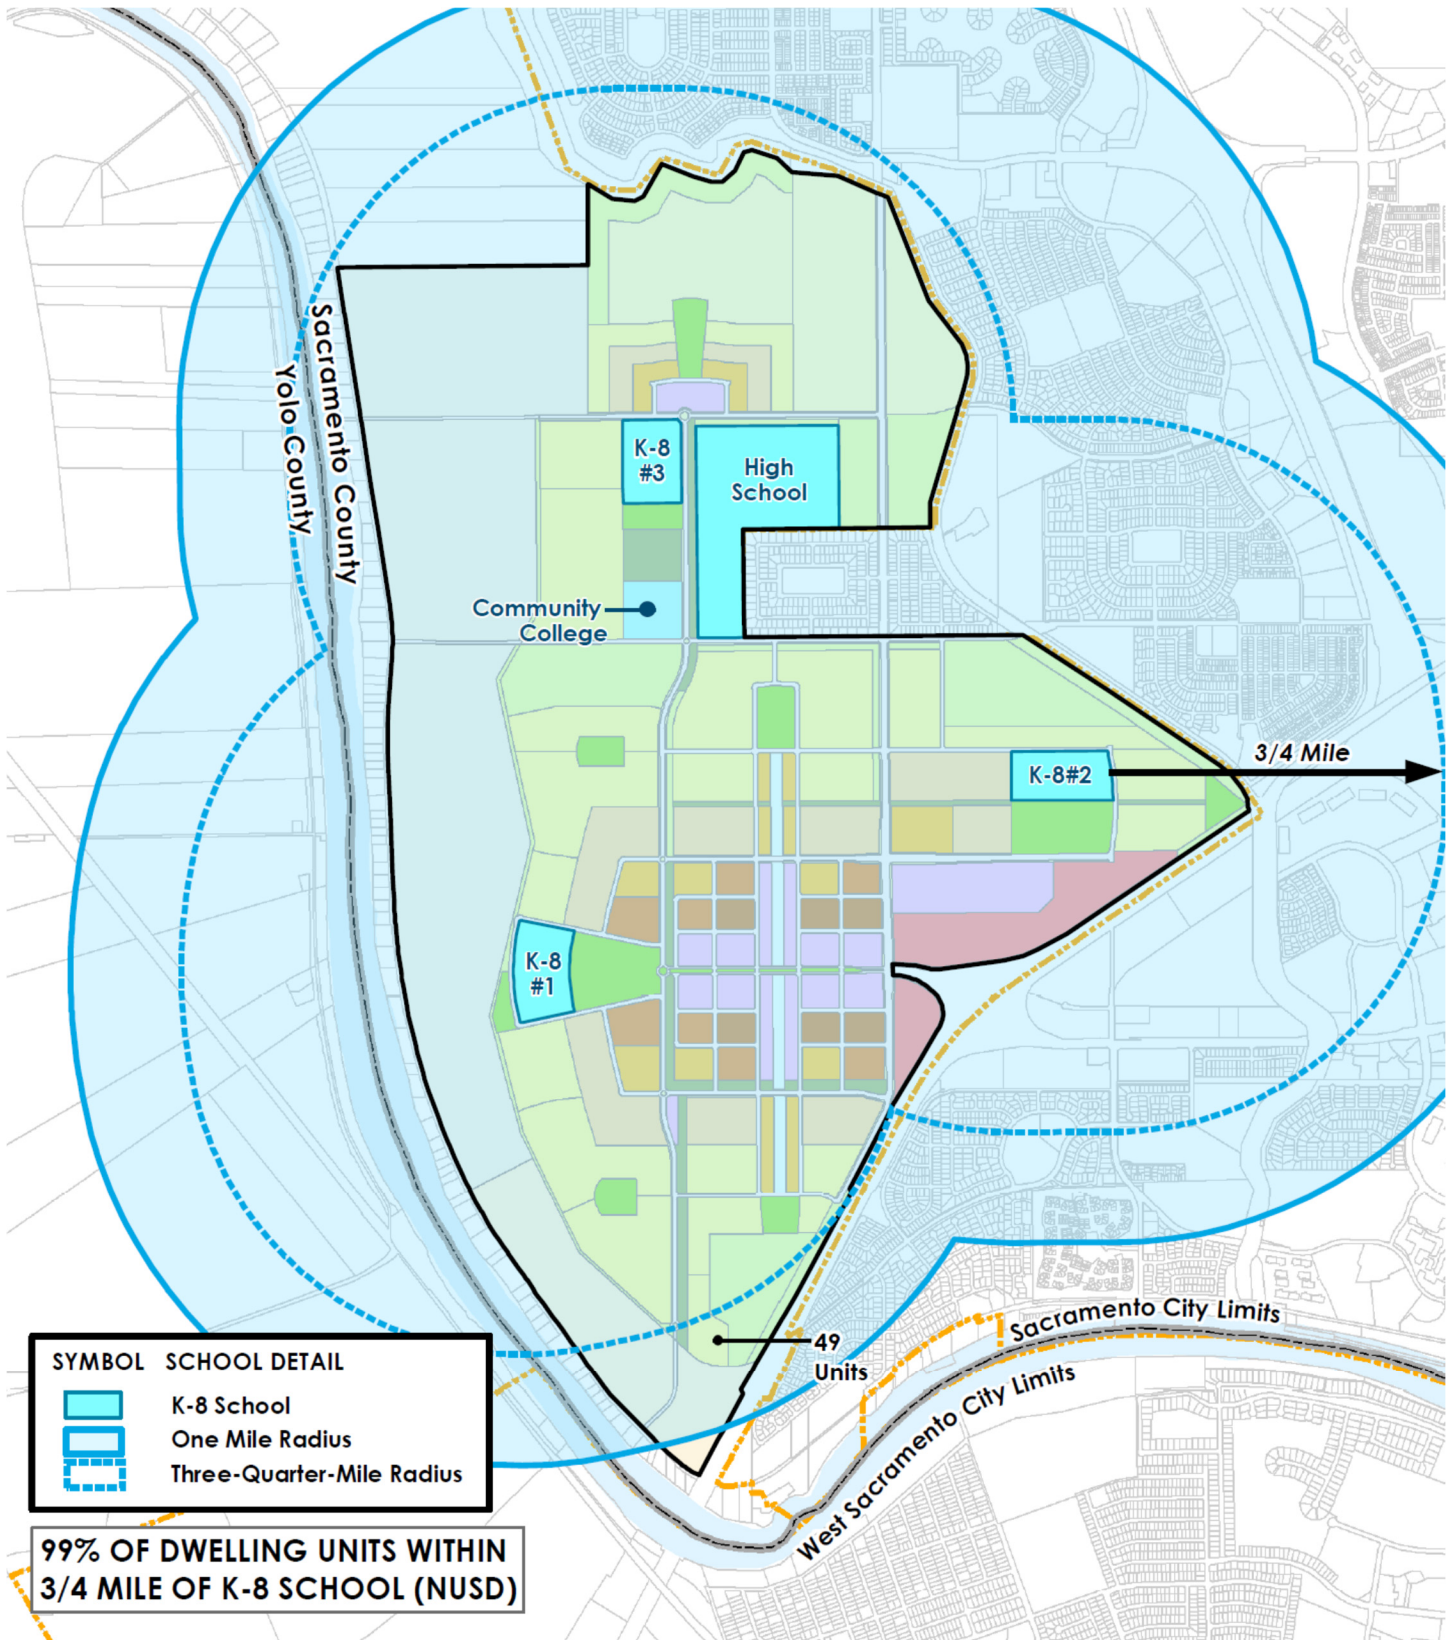 Sacramento County
Yolo County
K-8
#3
High
School
Community
College
3/4 Mile
K-8#2
K-8
#1
49
Units
Sacramento City Limits
West Sacramento City Limits
SYMBOL SCHOOL DETAIL
K-8 School
One Mile Radius
Three-Quarter-Mile Radius
99% OF DWELLING UNITS WITHIN
3/4 MILE OF K-8 SCHOOL (NUSD)